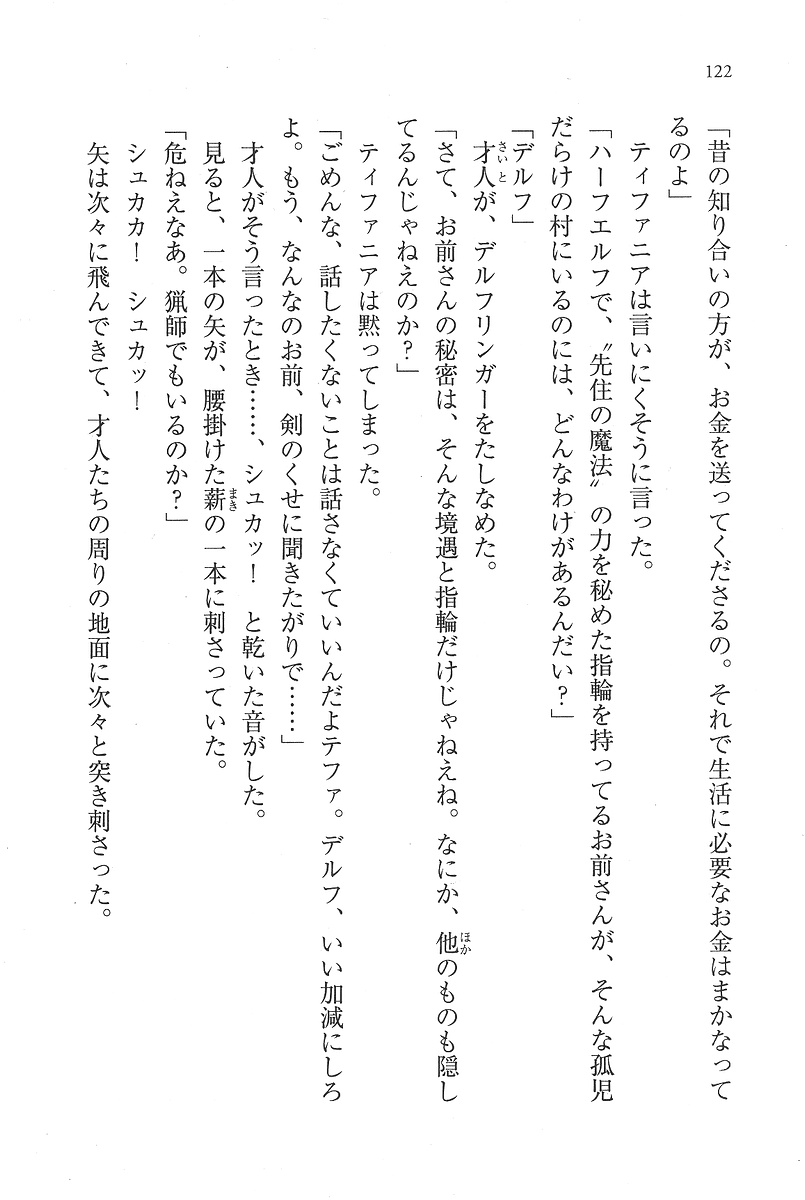 122
「昔の知り合いの方が、お金を送ってくださるの。それで生活に必要なお金はまかなって
るのよ」
ティファニアは言いにくそうに言った。
「ハーフエルフで、〝先住の魔法〟の力を秘めた指輪を持ってるお前さんが、そんな孤児
だらけの村にいるのには、どんなわけがあるんだい？」
「デルフ」
才人が、デルフリンガーをたしなめた。
「さて、お前さんの秘密は、そんな境遇と指輪だけじゃねえね。なにか、他のものも隠し
てるんじゃねえのか？」
ティファニアは黙ってしまった。
「ごめんな、話したくないことは話さなくていいんだよテファ。デルフ、いい加減にしろ
よ。もう、なんなのお前、剣のくせに聞きたがりで……」
才人がそう言ったとき……、シュカッ！　と乾いた音がした。
見ると、一本の矢が、腰掛けた薪の一本に刺さっていた。
「危ねえなあ。猟師でもいるのか？」
シュカカ！　シュカッ！
矢は次々に飛んできて、才人たちの周りの地面に次々と突き刺さった。